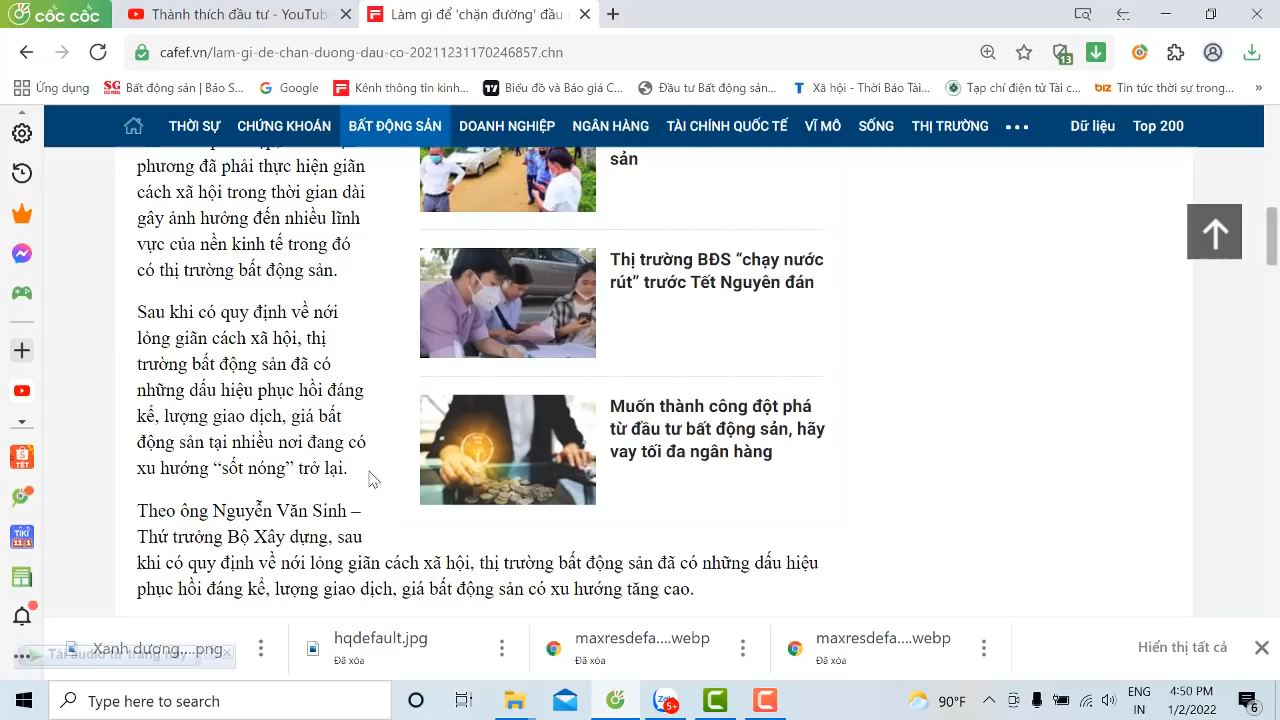 cốc cốc
Thành thích đầu tư - YouTub
Làm gì để 'chặn đường' đầu
cafef.vn/lam-gi-de-chan-duong-dau-co-20211231170246857.chn
13
Ứng dụng
SG Bất động sản | Báo S...
Google
Kênh thông tin kinh...
Biểu đồ và Báo giá C...
Đầu tư Bất động sản...
Xã hội - Thời Báo Tài...
Tạp chí điện tử Tài c...
biz Tin tức thời sự trong...
»
THỜI SỰ
CHỨNG KHOÁN
BẤT ĐỘNG SẢN
DOANH NGHIỆP
NGÂN HÀNG
TÀI CHÍNH QUỐC TẾ
VĨ MÔ
SỐNG
THỊ TRƯỜNG
Dữ liệu
Top 200
phương đã phải thực hiện giãn
cách xã hội trong thời gian dài
gây ảnh hưởng đến nhiều lĩnh
vực của nền kinh tế trong đó
có thị trường bất động sản.
Sau khi có quy định về nới
lỏng giãn cách xã hội, thị
trường bất động sản đã có
những dấu hiệu phục hồi đáng
kể, lượng giao dịch, giá bất
động sản tại nhiều nơi đang có
xu hướng “sốt nóng” trở lại.
Theo ông Nguyễn Văn Sinh –
Thứ trưởng Bộ Xây dựng, sau
khi có quy định về nới lỏng giãn cách xã hội, thị trường bất động sản đã có những dấu hiệu
phục hồi đáng kể, lượng giao dịch, giá bất động sản có xu hướng tăng cao.
sản
Thị trường BĐS “chạy nước
rút” trước Tết Nguyên đán
Muốn thành công đột phá
từ đầu tư bất động sản, hãy
vay tối đa ngân hàng
TẾT
TIKI
Xanh dương....png
Tải audio từ trang này
hqdefault.jpg
Đã xóa
maxresdefa....webp
Đã xóa
maxresdefa....webp
Đã xóa
Hiển thị tất cả
Type here to search
5+
90°F
ENG
IN
4:50 PM
1/2/2022
6